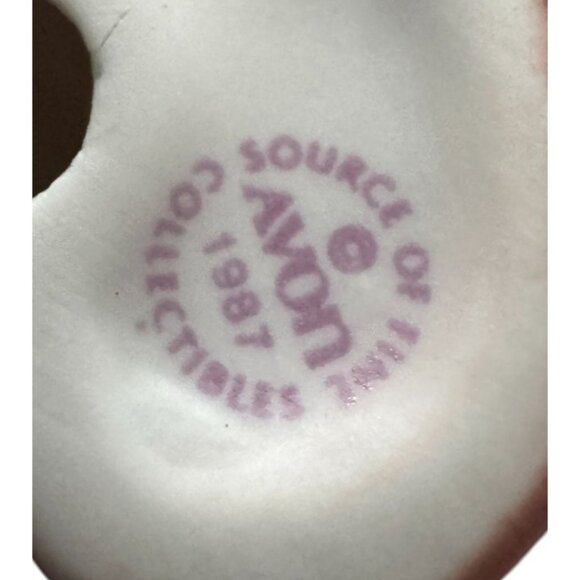 SOURCE OF FINE COLLECTIBLES
©
AVON
1987